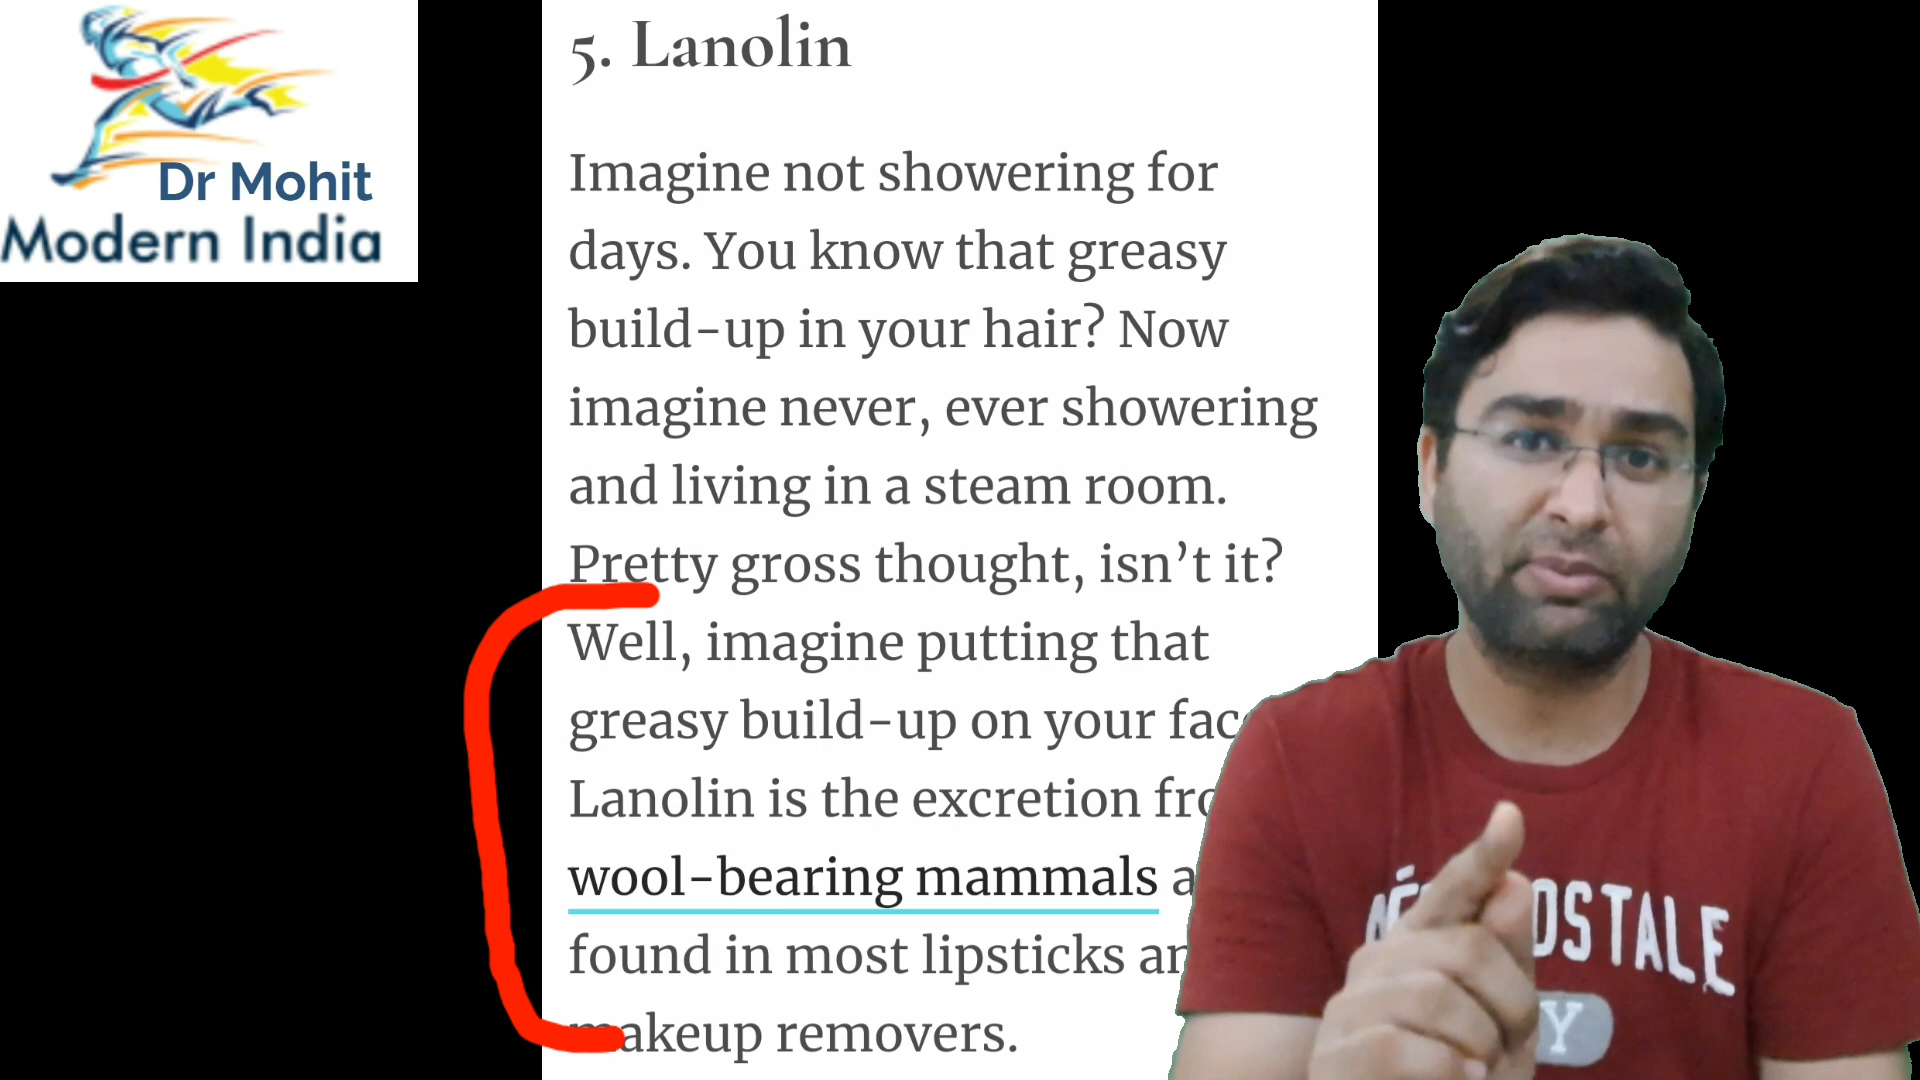 Dr Mohit
Modern India
5. Lanolin
Imagine not showering for
days. You know that greasy
build-up in your hair? Now
imagine never, ever showering
and living in a steam room.
Pretty gross thought, isn’t it?
Well, imagine putting that
greasy build-up on your
Lanolin is the excretion
wool-bearing mammals
found in most lipsticks
makeup removers.